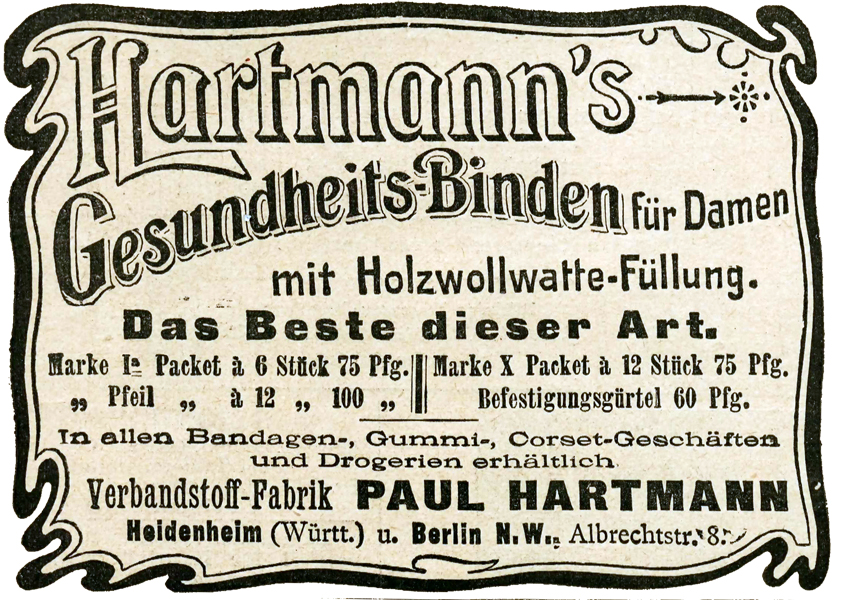 Hartmann's
Gesundheits-Binden für Damen
mit Holzwollwatte-Füllung.
Das Beste dieser Art.
Marke Ia Packet à 6 Stück 75 Pfg. Marke X Packet à 12 Stück 75 Pfg.
„ Pfeil „ à 12 „ 100 „ Befestigungsgürtel 60 Pfg.
In allen Bandagen-, Gummi-, Corset-Geschäften
und Drogerien erhältlich.
Verbandstoff-Fabrik PAUL HARTMANN
Heidenheim (Württ.) u. Berlin N.W., Albrechtstr. 8.